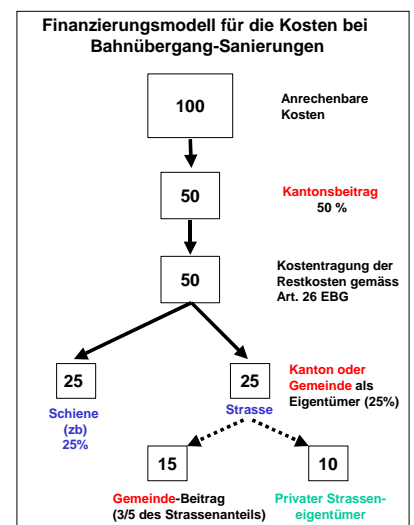 Finanzierungsmodell für die Kosten bei
Bahnübergang-Sanierungen
100
Anrechenbare
Kosten
50
Kantonsbeitrag
50 %
50
Kostentragung der
Restkosten gemäss
Art. 26 EBG
25
Schiene
(zb)
25%
25
Strasse
Kanton oder
Gemeinde als
Eigentümer (25%)
15
Gemeinde-Beitrag
(3/5 des Strassenanteils)
10
Privater Strassen-
eigentümer